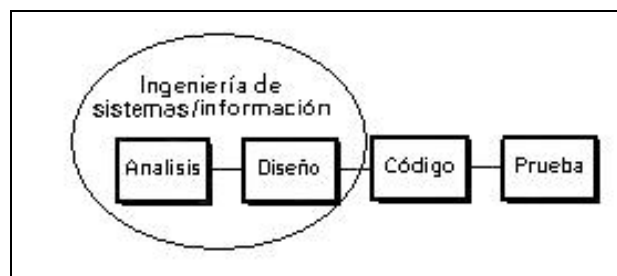 Ingeniería de
sistemas/información
Analisis
Diseño
Código
Prueba